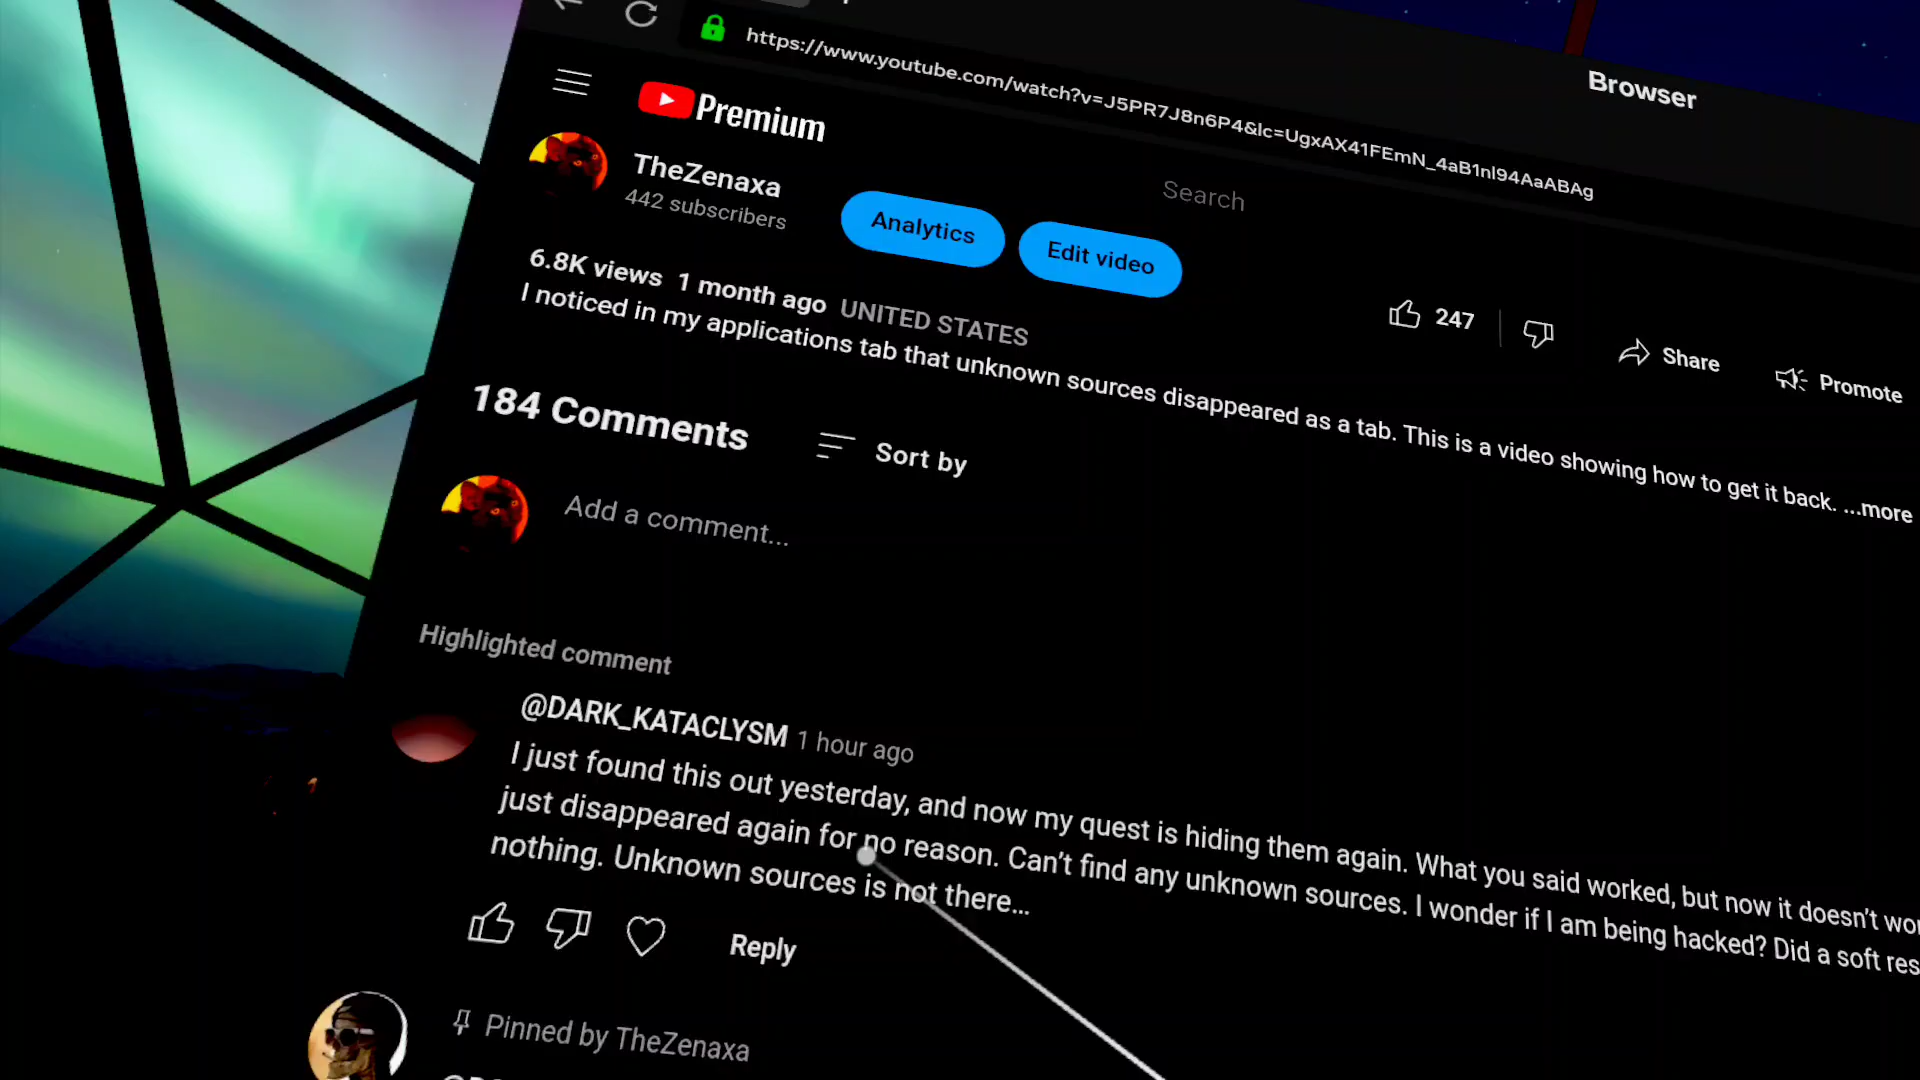 Browser
https://www.youtube.com/watch?v=J5PR7J8n6P4&lc=UgxAX41FEmN_4aB1nl94AaABAg
Premium
Search
TheZenaxa
442 subscribers
Analytics
Edit video
247
Share
Promote
6.8K views 1 month ago UNITED STATES
I noticed in my applications tab that unknown sources disappeared as a tab. This is a video showing how to get it back. ...more
184 Comments
Sort by
Add a comment...
Highlighted comment
@DARK_KATACLYSM 1 hour ago
I just found this out yesterday, and now my quest is hiding them again. What you said worked, but now it doesn't
just disappeared again for no reason. Can't find any unknown sources. I wonder if I am being hacked? Did a soft
nothing. Unknown sources is not there...
Reply
Pinned by TheZenaxa